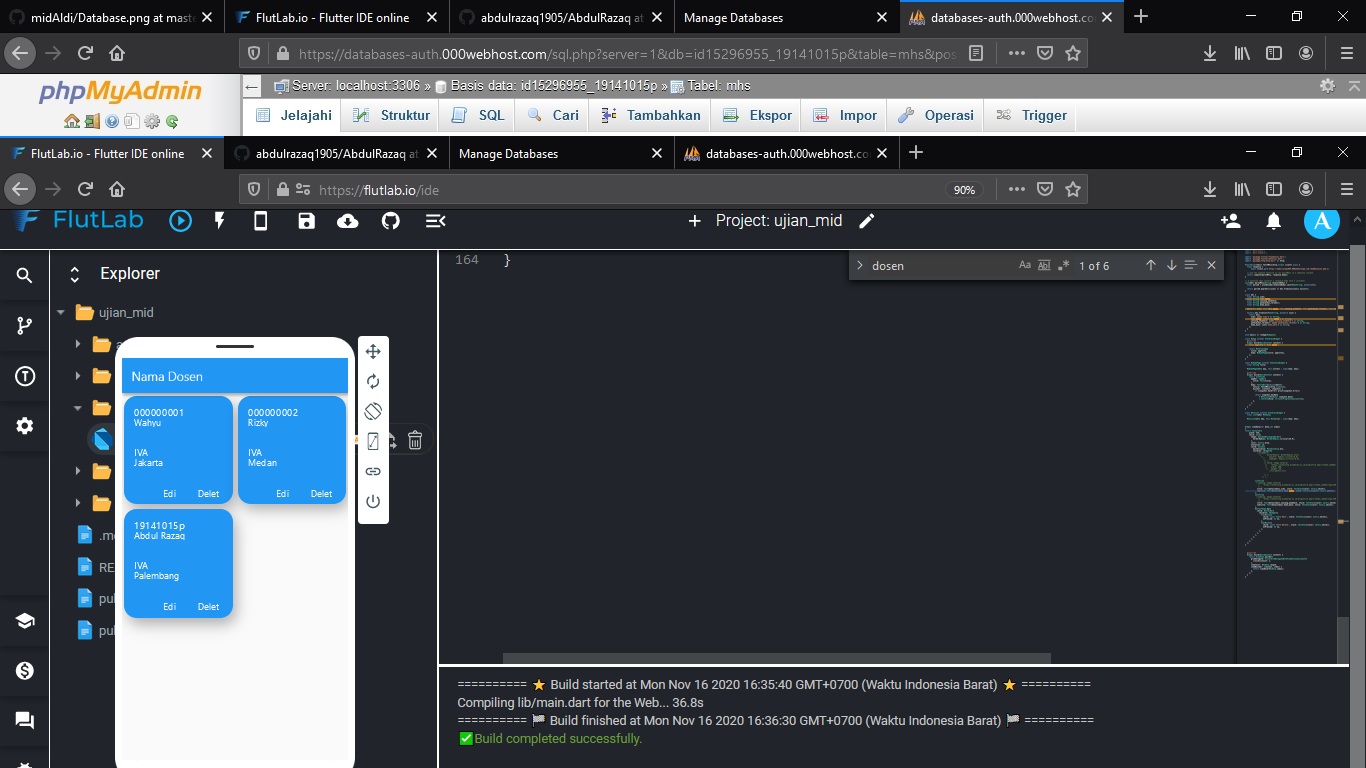 midAldi/Database.png at mast
FlutLab.io - Flutter IDE online
abdulrazaq1905/AbdulRazaq at
Manage Databases
databases-auth.000webhost.co
https://databases-auth.000webhost.com/sql.php?server=1&db=id15296955_19141015p&table=mhs&pos
phpMyAdmin
Server: localhost:3306 » Basis data: id15296955_19141015p » Tabel: mhs
Jelajahi Struktur SQL Cari Tambahkan Ekspor Impor Operasi Trigger
FlutLab.io - Flutter IDE online
abdulrazaq1905/AbdulRazaq at
Manage Databases
databases-auth.000webhost.co
https://flutlab.io/ide
90%
FlutLab
Project: ujian_mid
A
Explorer
164 }
dosen
Aa Abl .* 1 of 6
ujian_mid
Nama Dosen
000000001
Wahyu
IVA
Jakarta
Edi Delet
000000002
Rizky
IVA
Medan
Edi Delet
19141015p
Abdul Razaq
IVA
Palembang
Edi Delet
.m
RE
pu
pu
========== ⭐ Build started at Mon Nov 16 2020 16:35:40 GMT+0700 (Waktu Indonesia Barat) ⭐ ==========
Compiling lib/main.dart for the Web... 36.8s
========== 🏁 Build finished at Mon Nov 16 2020 16:36:30 GMT+0700 (Waktu Indonesia Barat) 🏁 ==========
✅Build completed successfully.